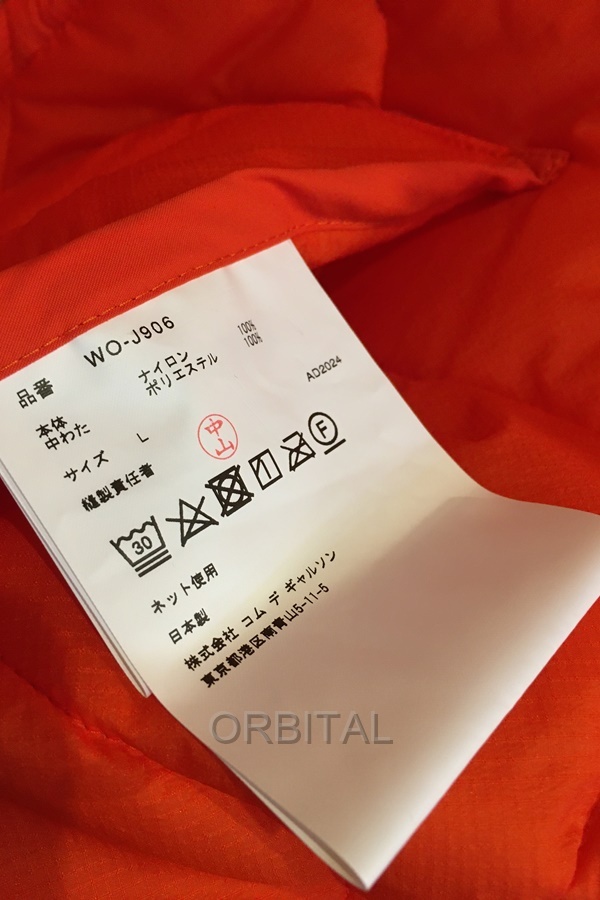 品番 WO-J906
本体 ナイロン 100%
中わた ポリエステル 100%
AD2024
サイズ L
縫製責任者 中山
30 F
ネット使用
日本製
株式会社 コム デ ギャルソン
東京都港区南青山5-11-5
ORBITAL